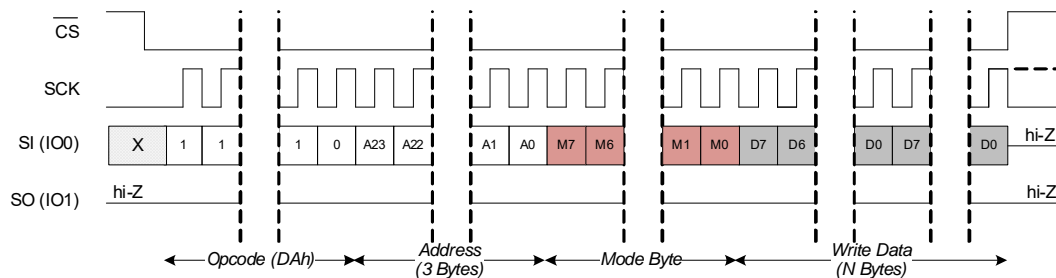 CS
SCK
SI (IO0) X 1 1 1 0 A23 A22 A1 A0 M7 M6 M1 M0 D7 D6 D0 D7 D0 hi-Z
SO (IO1) hi-Z hi-Z
Opcode (DAh) Address Mode Byte Write Data
(3 Bytes) (N Bytes)